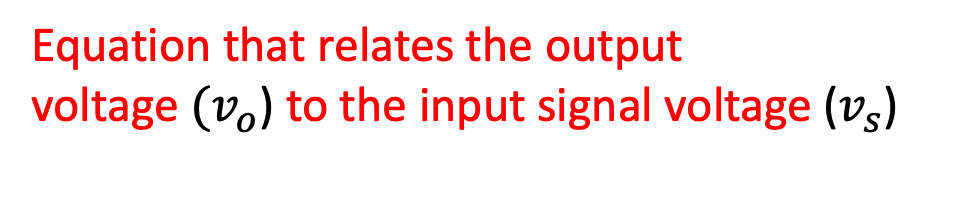 Equation that relates the output
voltage (𝑣ₒ) to the input signal voltage (𝑣ₛ)